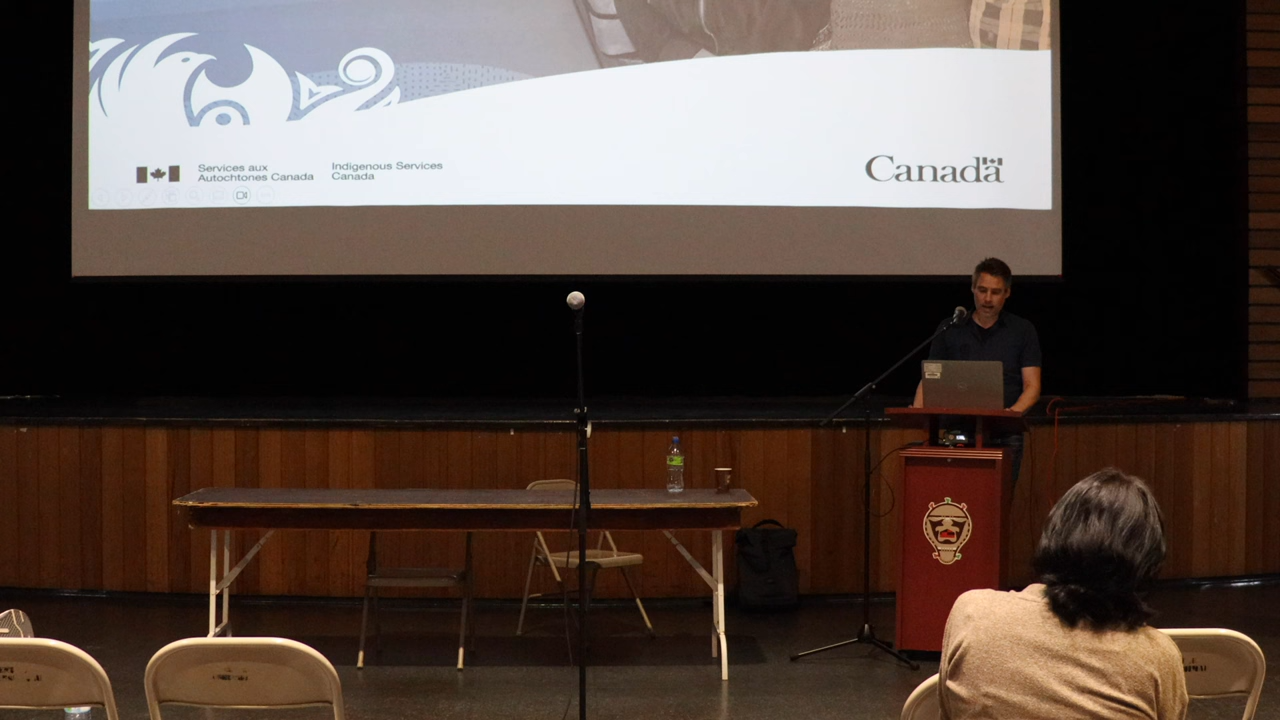 Services aux
Autochtones Canada
Indigenous Services
Canada
Canada